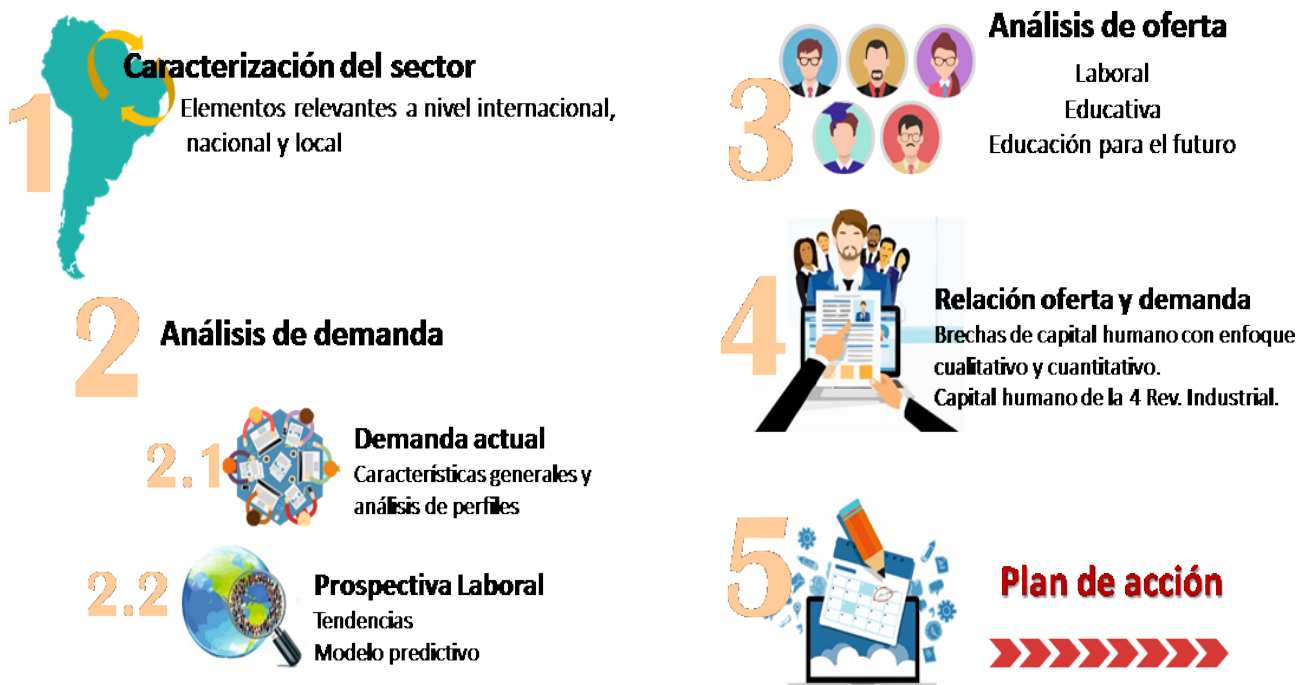 1
Caracterización del sector
Elementos relevantes a nivel internacional,
nacional y local
2
Análisis de demanda
2.1
Demanda actual
Características generales y
análisis de perfiles
2.2
Prospectiva Laboral
Tendencias
Modelo predictivo
3
Análisis de oferta
Laboral
Educativa
Educación para el futuro
4
Relación oferta y demanda
Brechas de capital humano con enfoque
cualitativo y cuantitativo.
Capital humano de la 4 Rev. Industrial.
5
Plan de acción